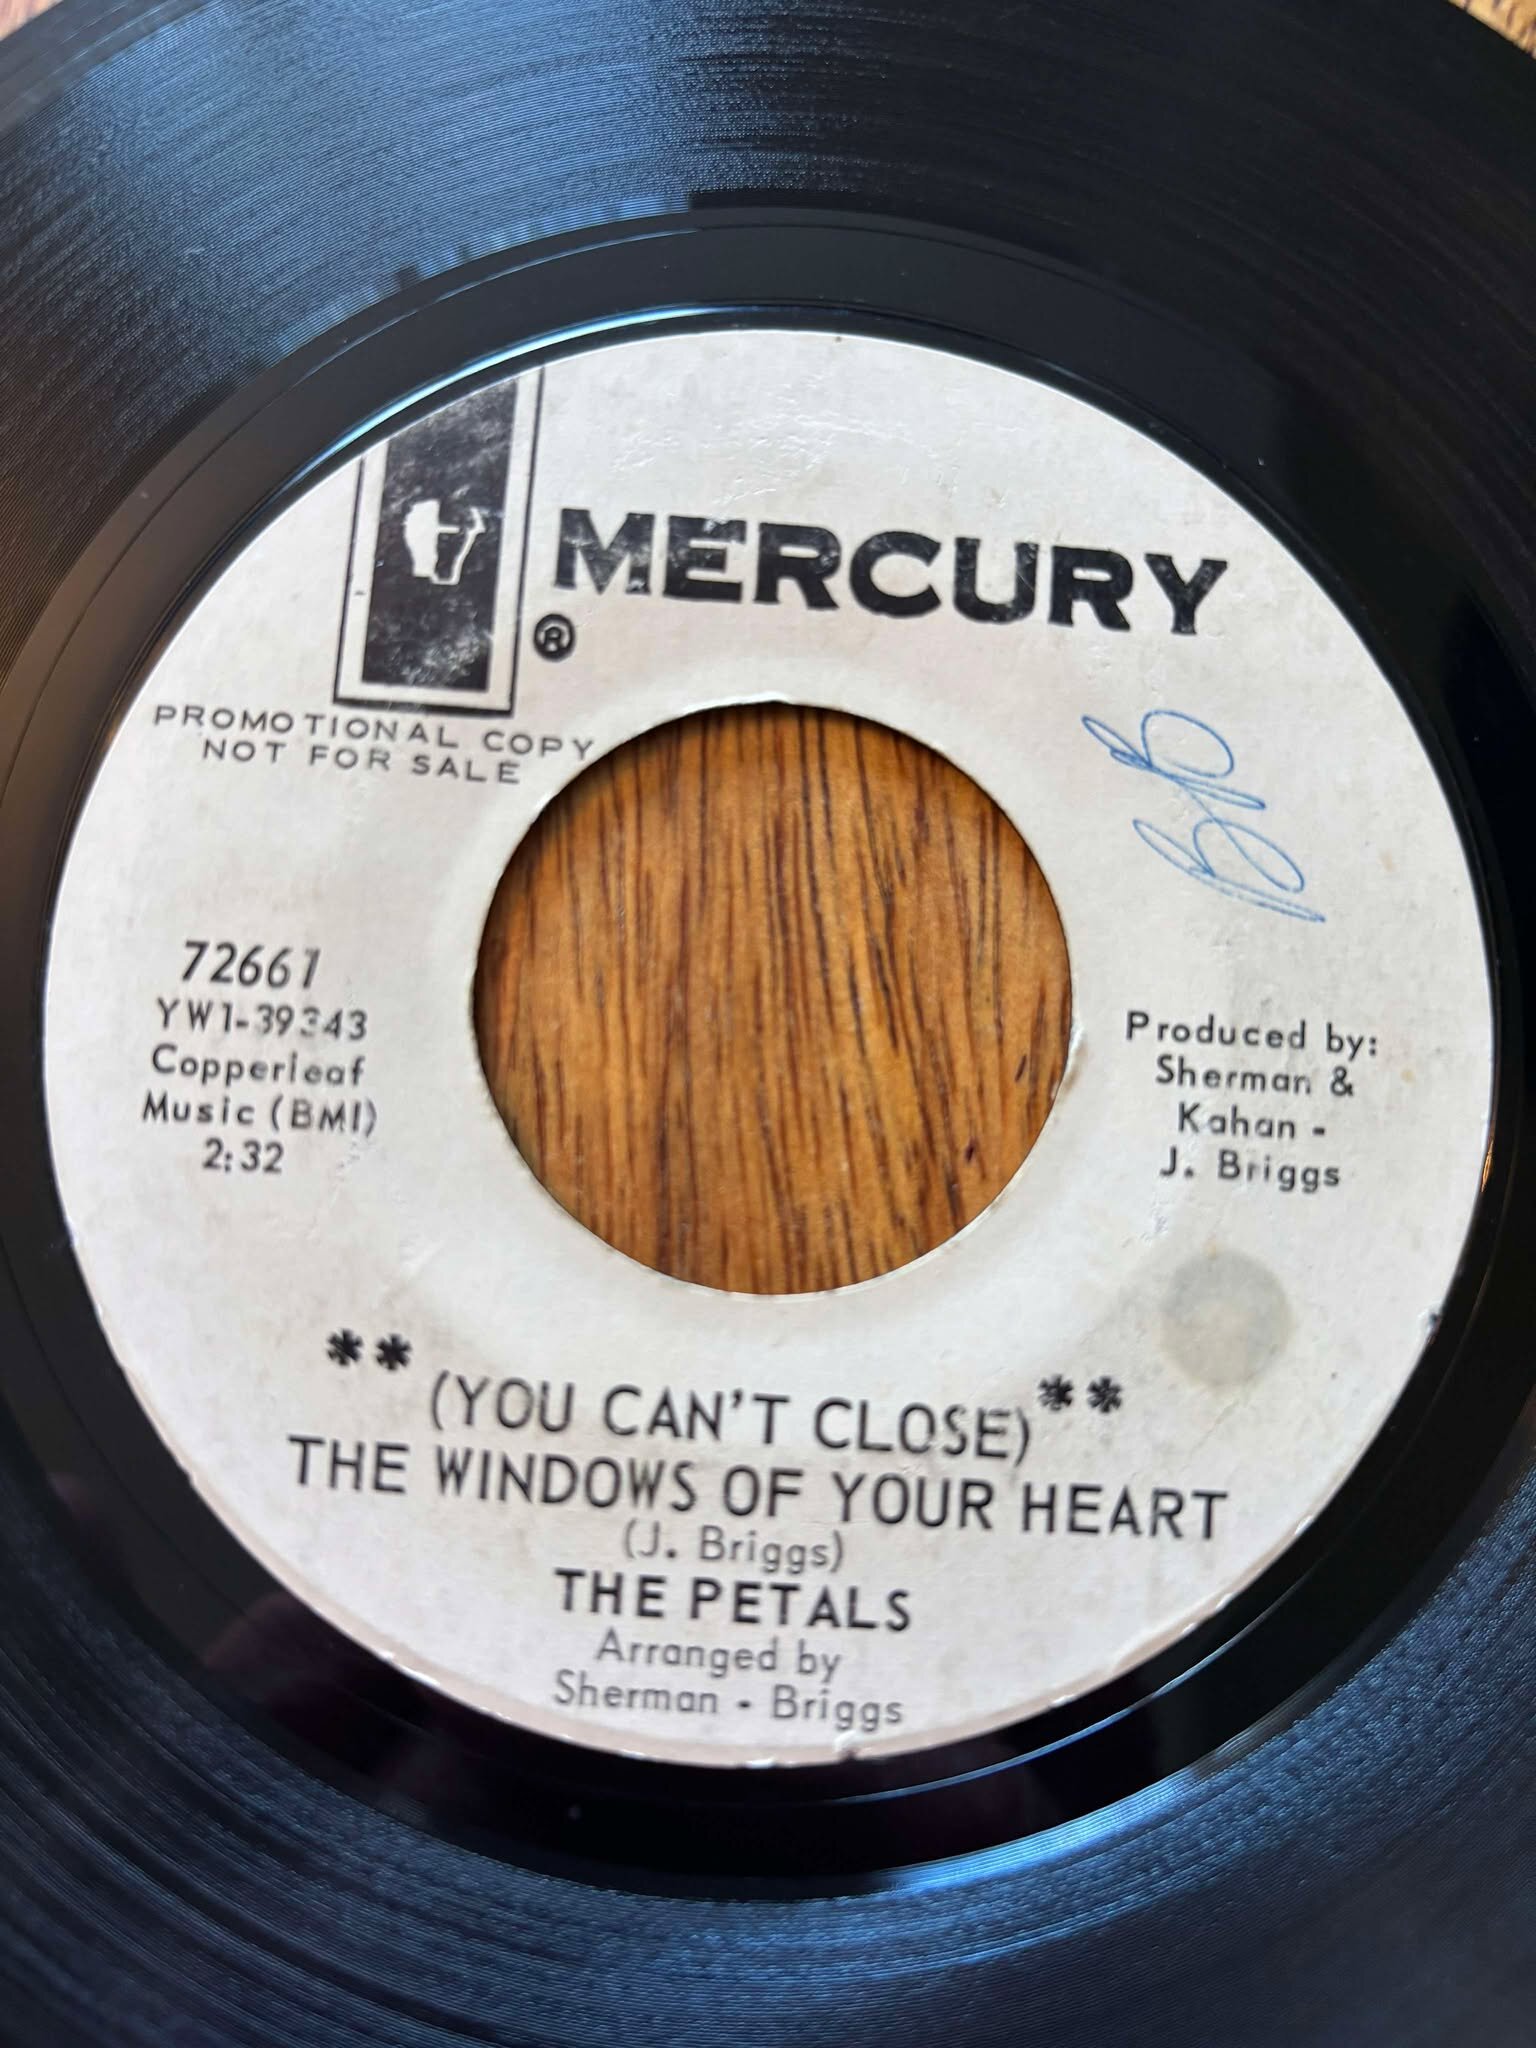 MERCURY
®
PROMOTIONAL COPY
NOT FOR SALE
72661
YW1-39343
Copperleaf
Music (BMI)
2:32
Produced by:
Sherman &
Kahan -
J. Briggs
** (YOU CAN'T CLOSE) **
THE WINDOWS OF YOUR HEART
(J. Briggs)
THE PETALS
Arranged by
Sherman - Briggs